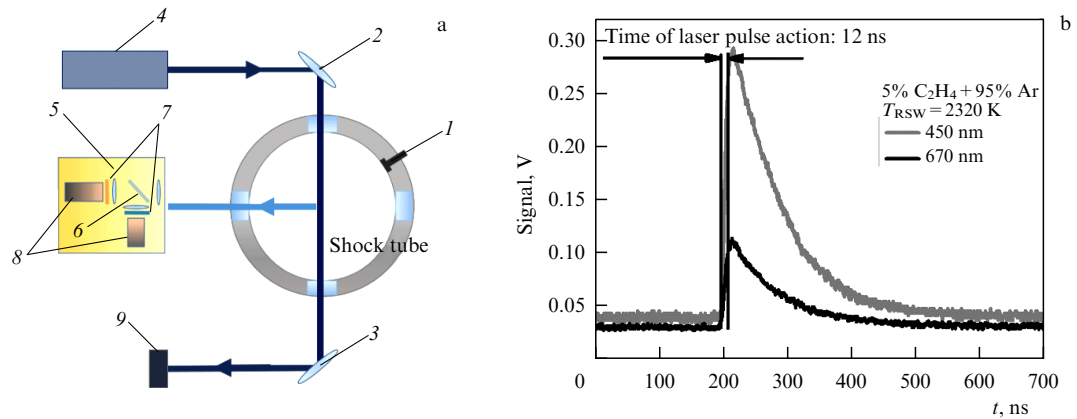 a
4
2
5
7
1
6
8
Shock tube
9
3
b
Signal, V
0.30
0.25
0.20
0.15
0.10
0.05
0
Time of laser pulse action: 12 ns
5% C₂H₄ + 95% Ar
T_RSW = 2320 K
450 nm
670 nm
100 200 300 400 500 600 700
t, ns